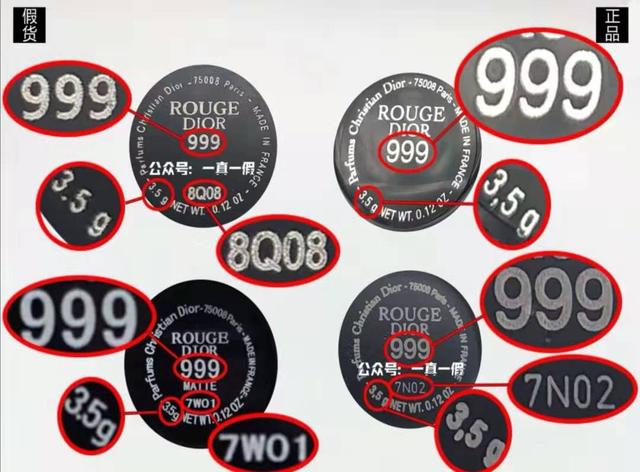 假货
正品
999
Parfums Christian Dior - 75008 Paris - MADE IN FRANCE
ROUGE
DIOR
999
公众号：一真一假
8Q08
3.5 g NET WT. 0.12 OZ
3.5 g
8Q08
999
Parfums Christian Dior - 75008 Paris - MADE IN FRANCE
ROUGE
DIOR
999
3,5 g NET WT. 0.12 OZ
3,5 g
999
Parfums Christian Dior-75008 Paris-MADE IN FRANCE
ROUGE
DIOR
999
MATTE
7W01
3.5g NET WT. 0.12 OZ
3.5g
7W01
999
Parfums Christian Dior - 75008 Paris - MADE IN FRANCE
ROUGE
DIOR
999
公众号：一真一假
7N02
3,5 g NET WT. 0.12 OZ
3,5 g
7N02